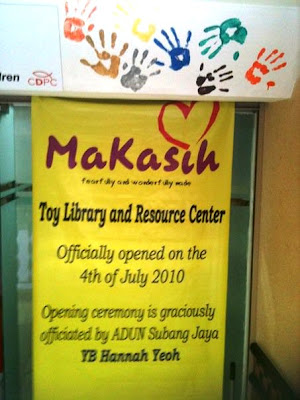 dren
CDPC
MaKasih
fearfully and wonderfully made
Toy Library and Resource Center
Officially opened on the
4th of July 2010
Opening ceremony is graciously
officiated by ADUN Subang Jaya
YB Hannah Yeoh